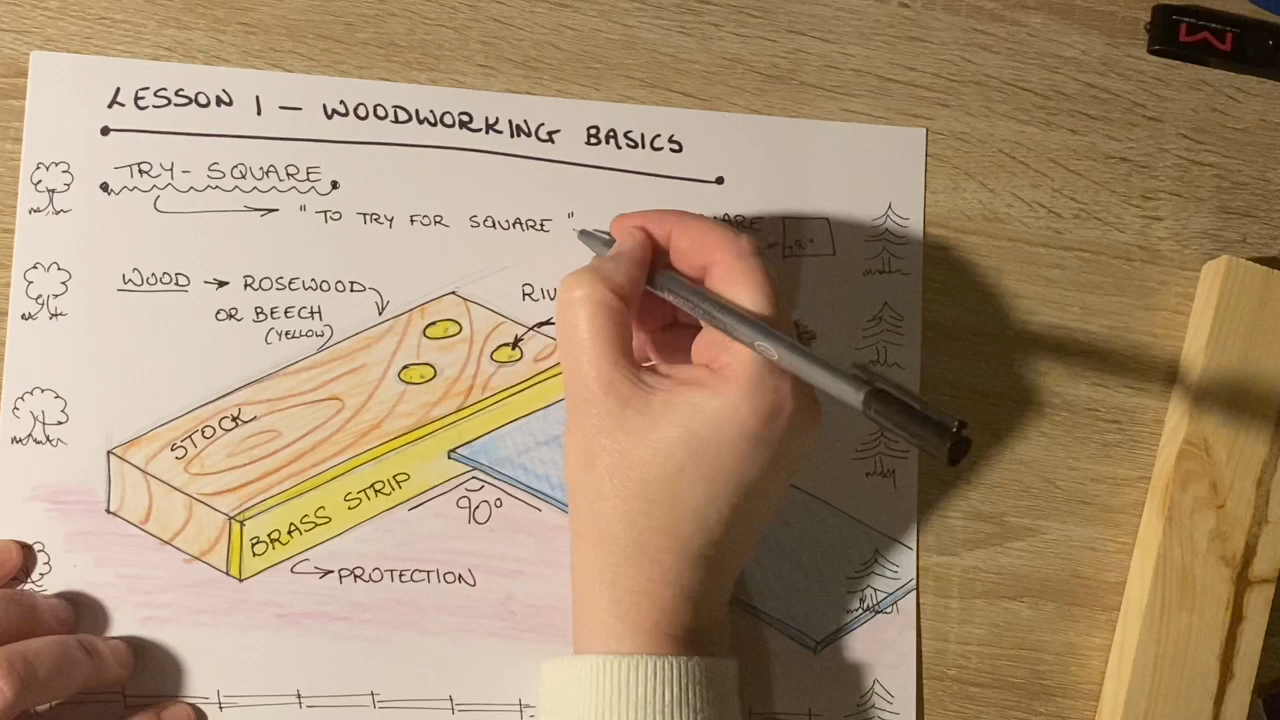 LESSON 1 – WOODWORKING BASICS
TRY-SQUARE
" TO TRY FOR SQUARE "
90°
WOOD → ROSEWOOD
OR BEECH
(YELLOW)
STOCK
BRASS STRIP
90°
PROTECTION